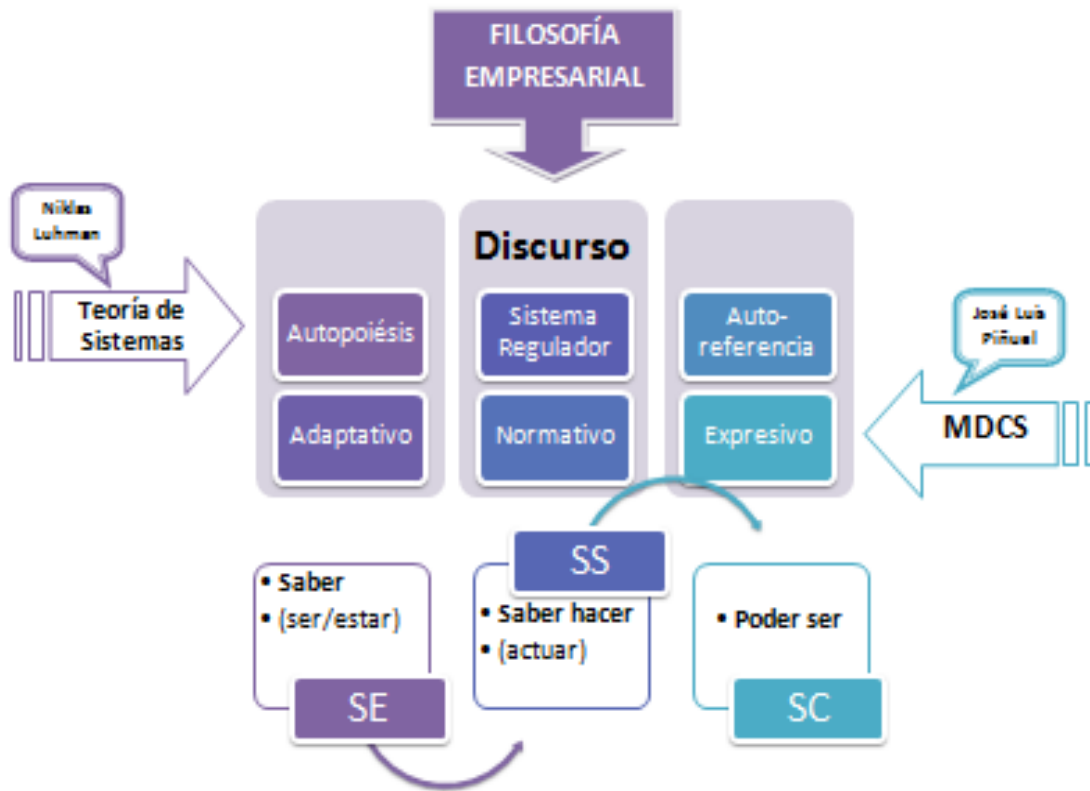 FILOSOFÍA
EMPRESARIAL
Niklas
Luhman
Teoría de
Sistemas
Discurso
Autopoiésis
Sistema
Regulador
Auto-
referencia
Adaptativo
Normativo
Expresivo
José Luis
Piñuel
MDCS
• Saber
• (ser/estar)
SE
SS
• Saber hacer
• (actuar)
• Poder ser
SC